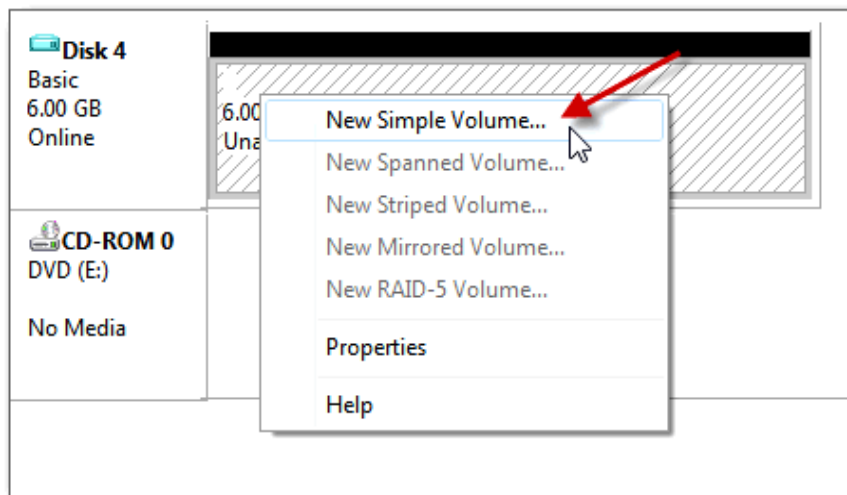 Disk 4
Basic
6.00 GB
Online
6.00
Una
New Simple Volume...
New Spanned Volume...
New Striped Volume...
New Mirrored Volume...
New RAID-5 Volume...
Properties
Help
CD-ROM 0
DVD (E:)
No Media